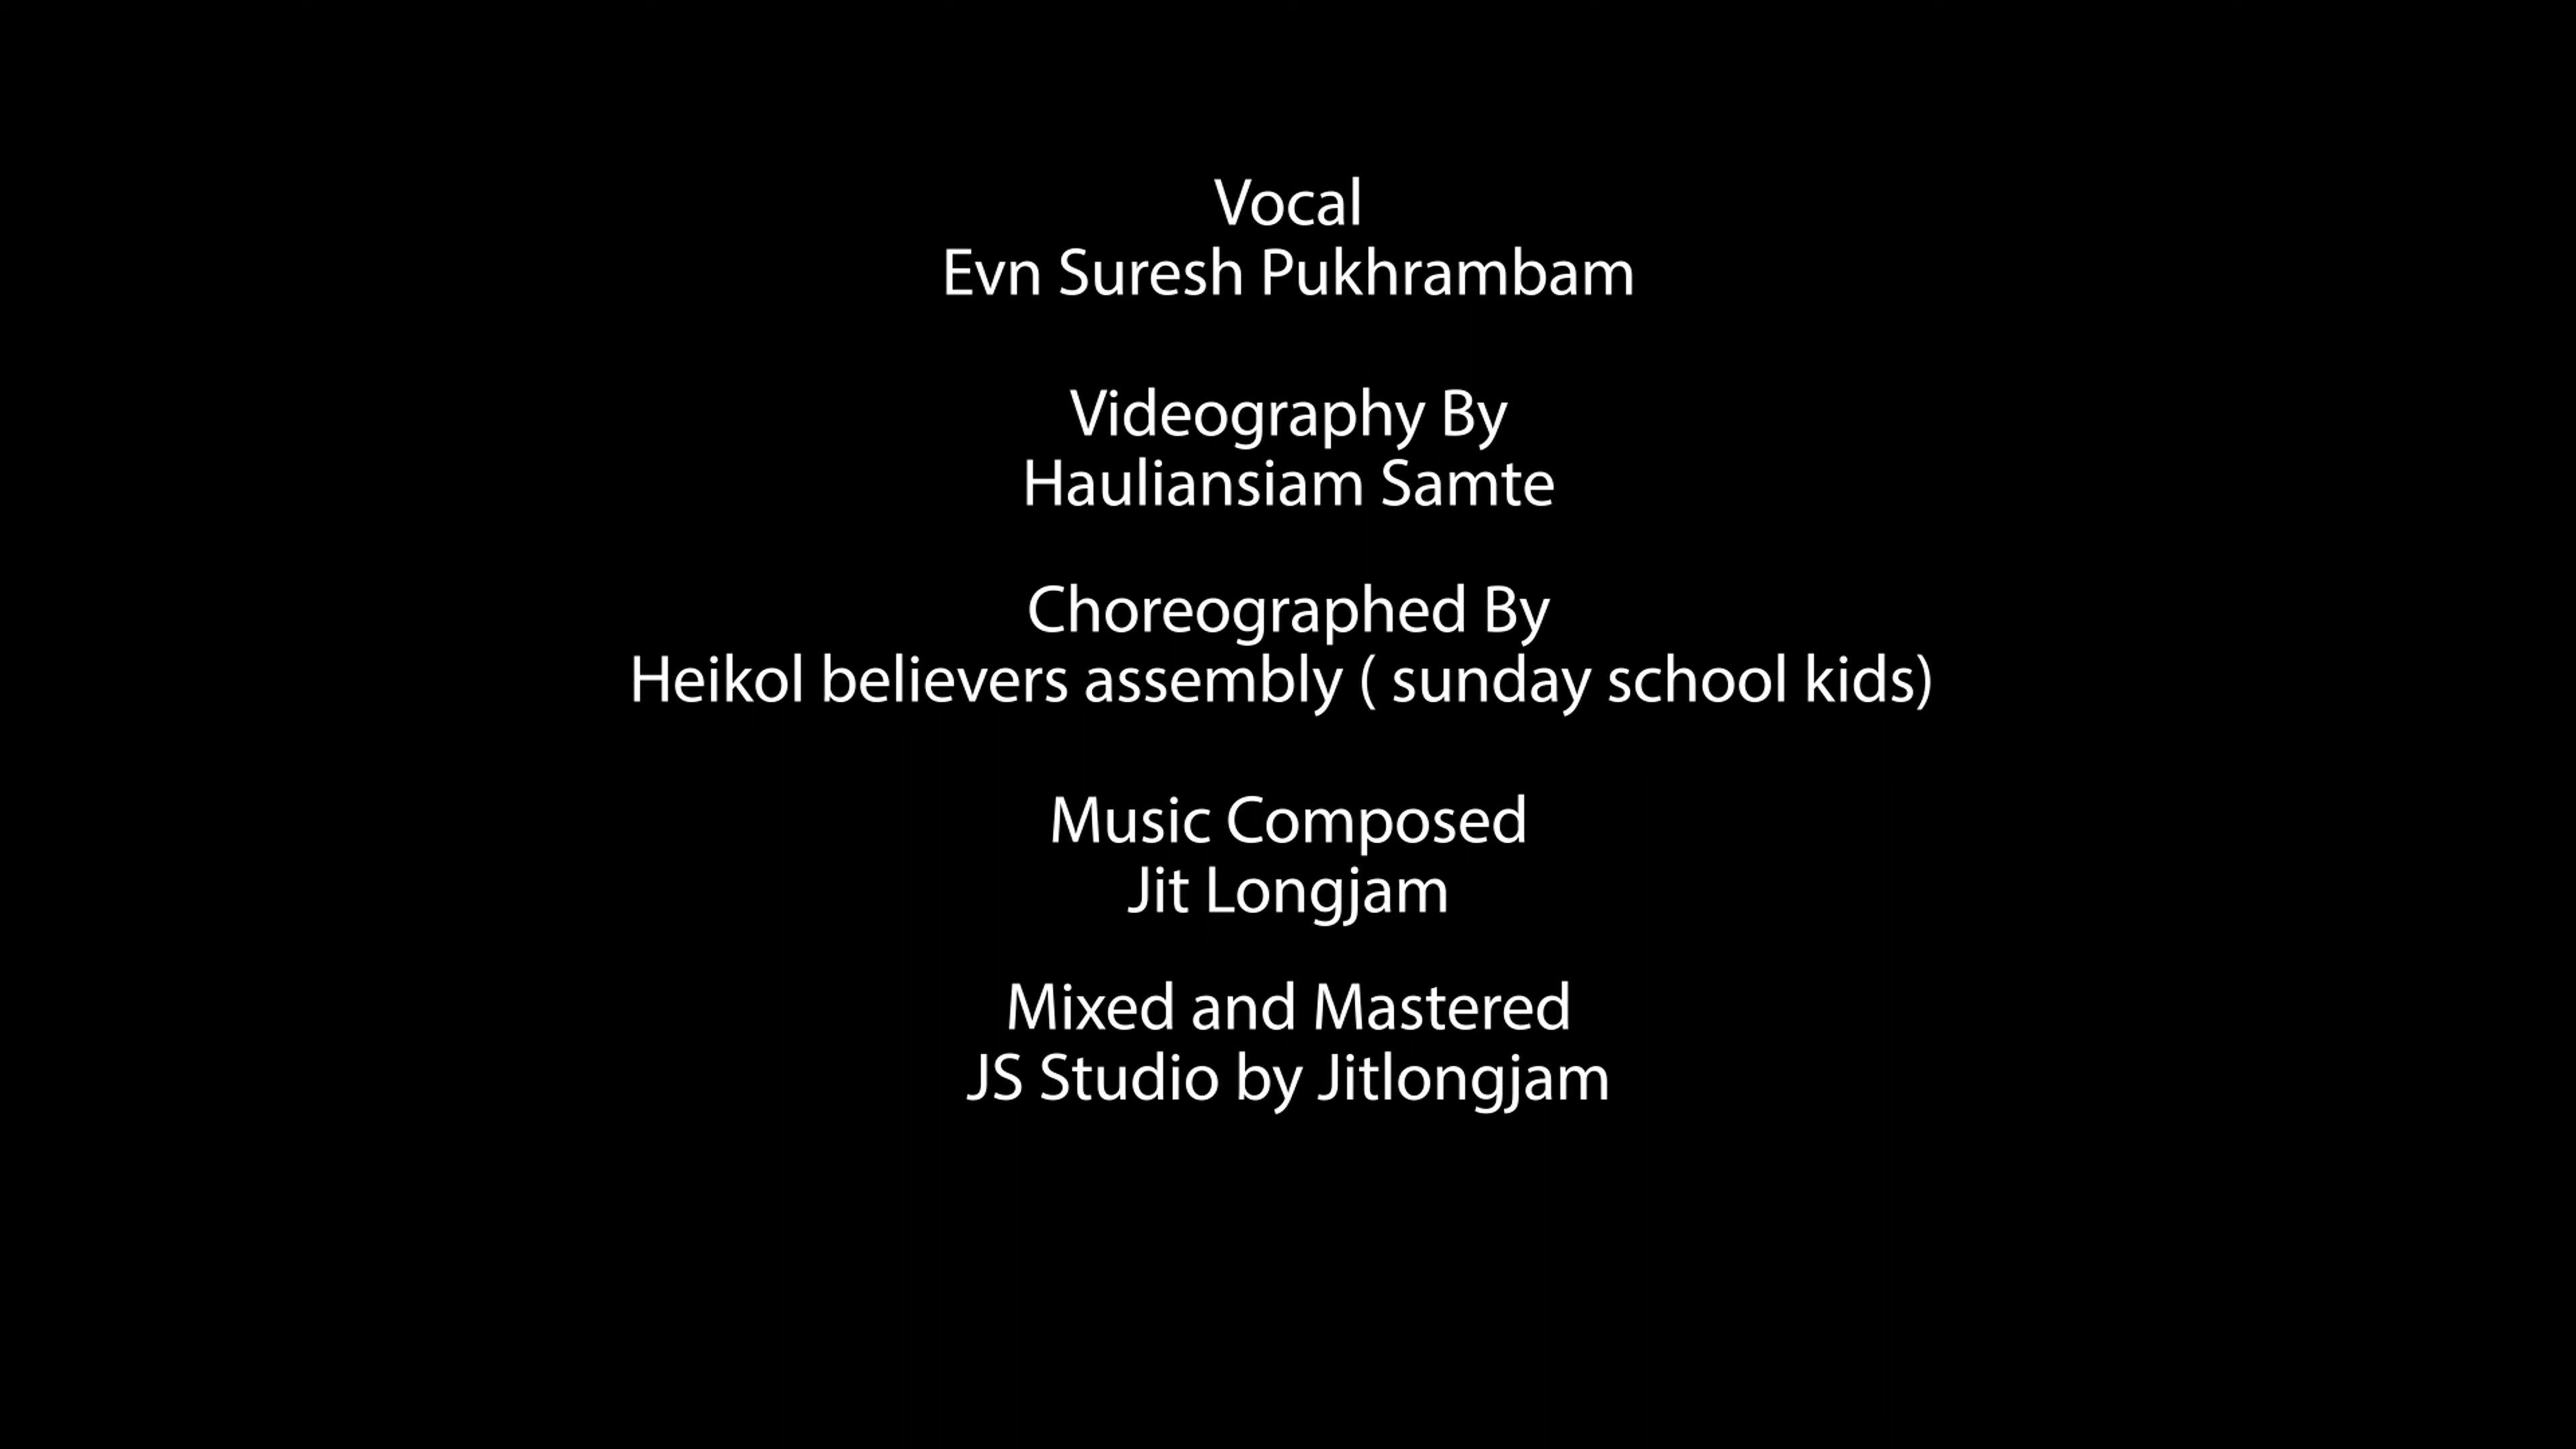 Vocal
Evn Suresh Pukhrambam
Videography By
Hauliansiam Samte
Choreographed By
Heikol believers assembly ( sunday school kids)
Music Composed
Jit Longjam
Mixed and Mastered
JS Studio by Jitlongjam